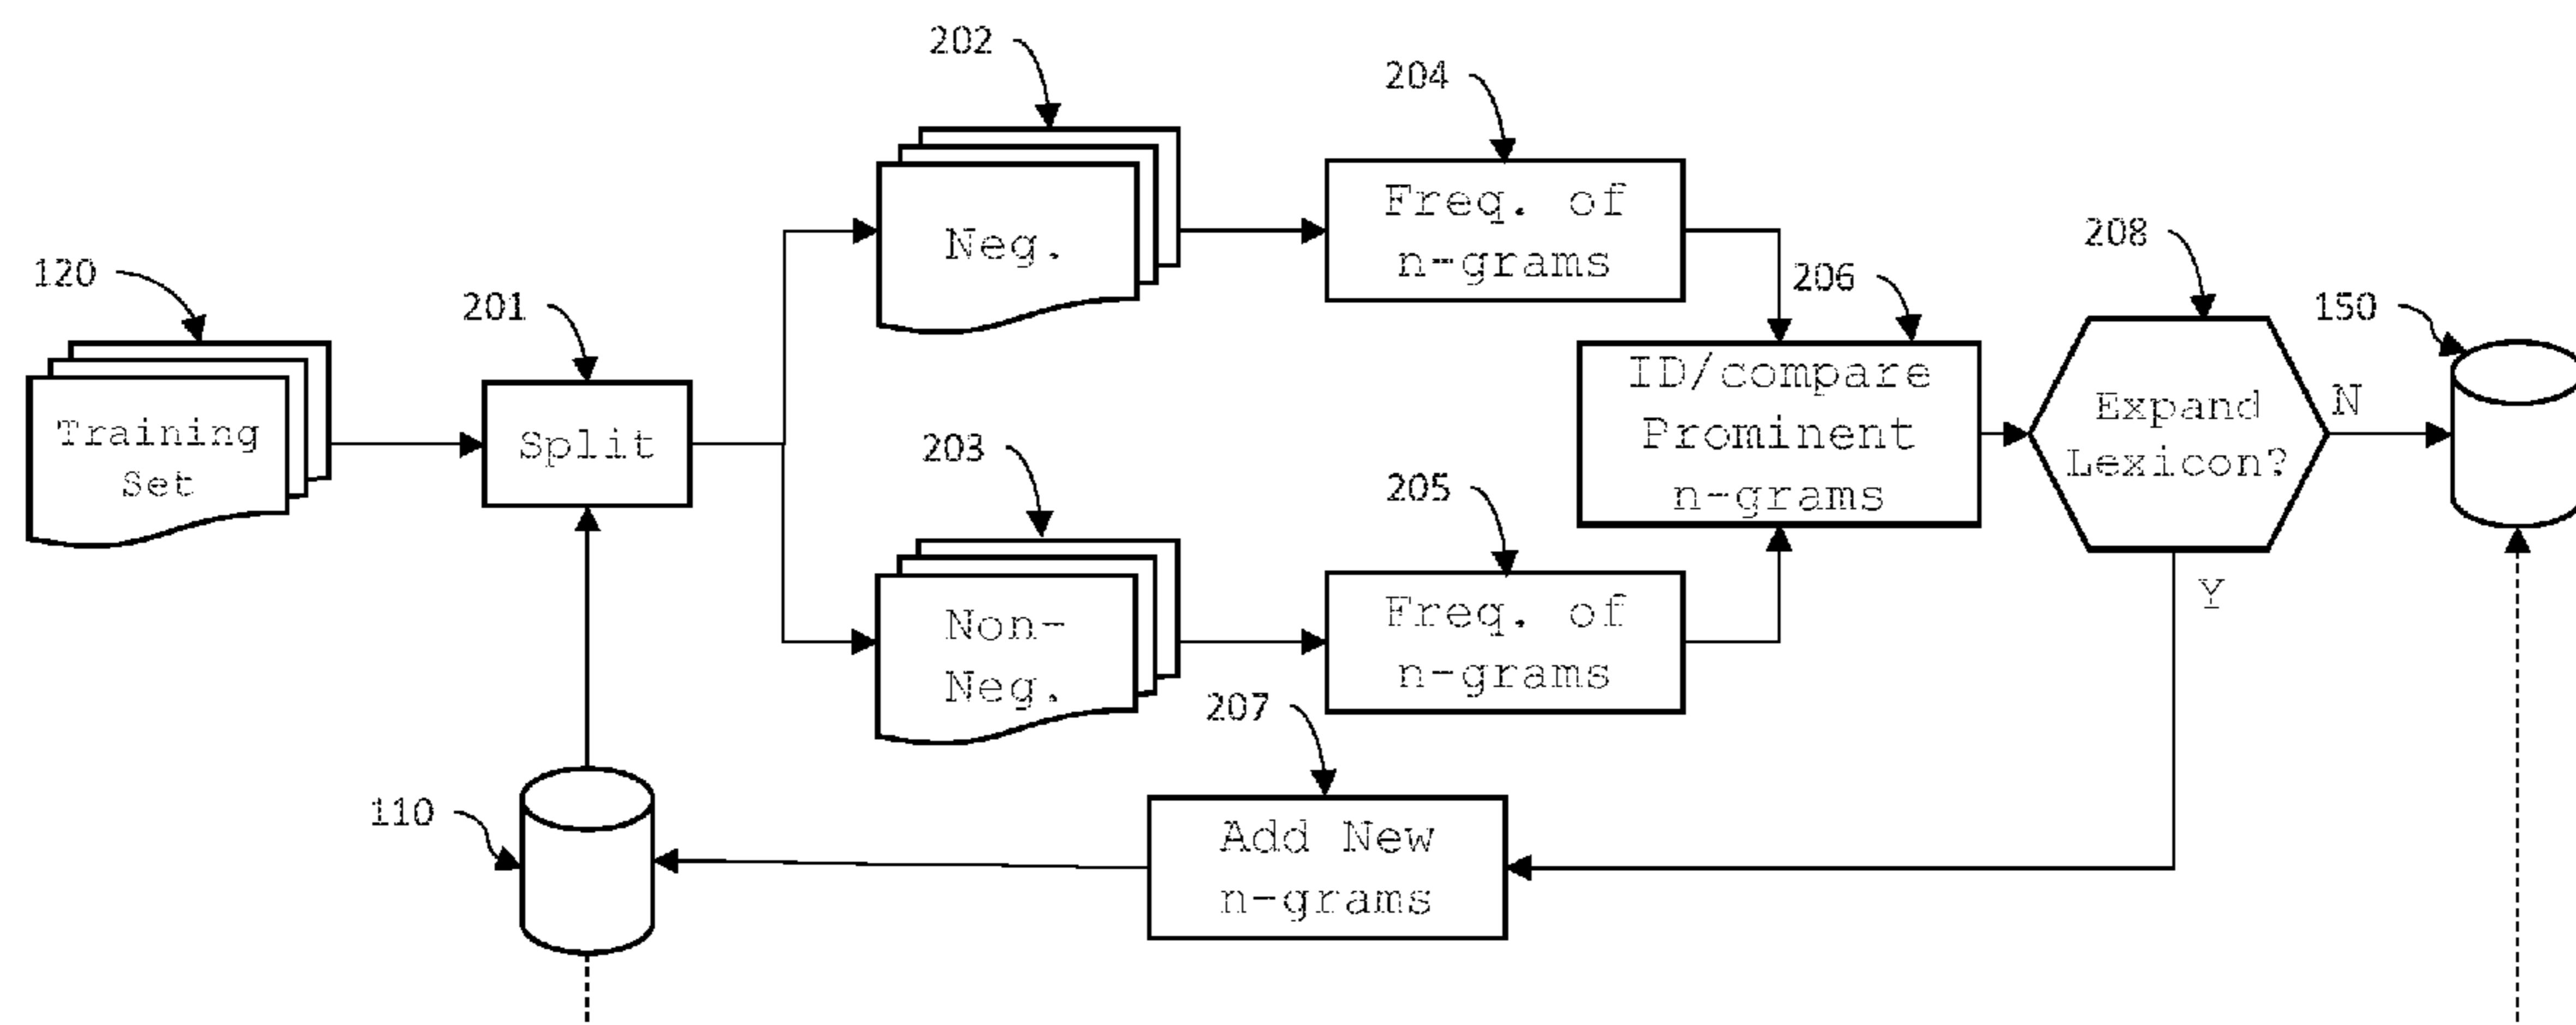 202
204
Neg.
Freq. of
n-grams
208
120
201
206
150
Training
Set
Split
ID/compare
Prominent
n-grams
Expand
Lexicon?
N
203
205
Non-
Neg.
Freq. of
n-grams
Y
207
110
Add New
n-grams